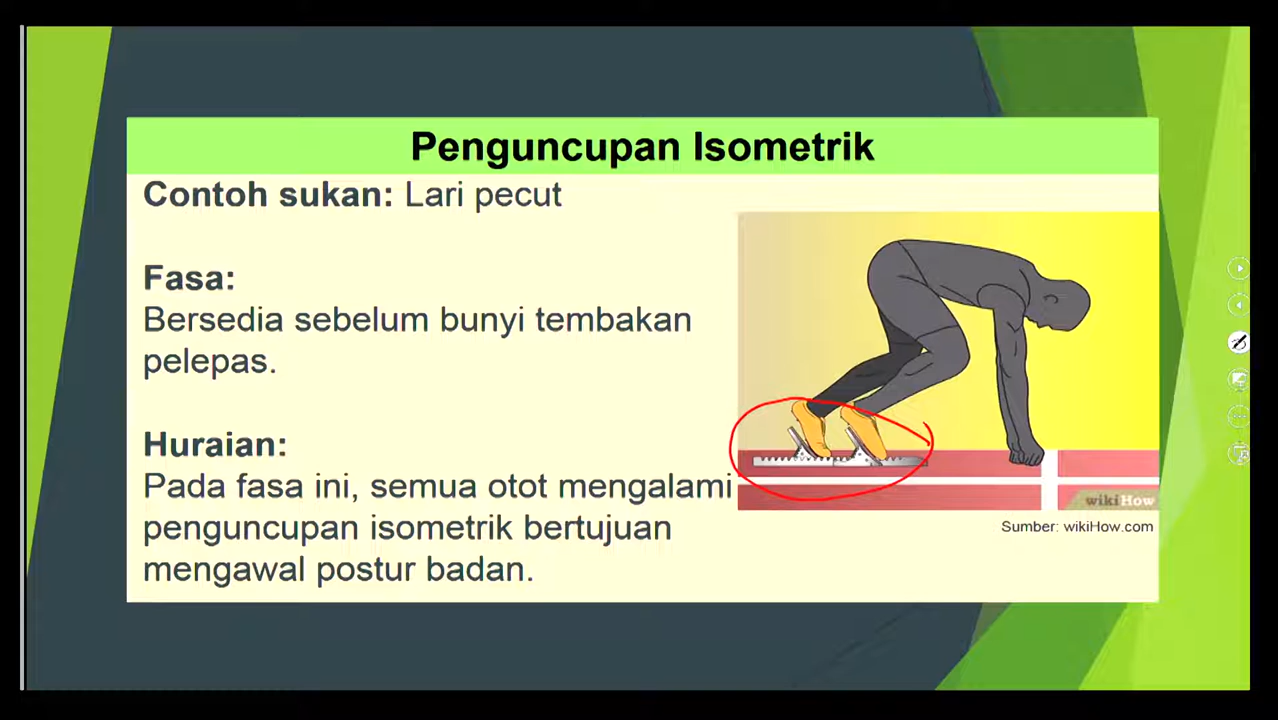 Penguncupan Isometrik
Contoh sukan: Lari pecut
Fasa:
Bersedia sebelum bunyi tembakan
pelepas.
Huraian:
Pada fasa ini, semua otot mengalami
penguncupan isometrik bertujuan
mengawal postur badan.
wikiHow
Sumber: wikiHow.com